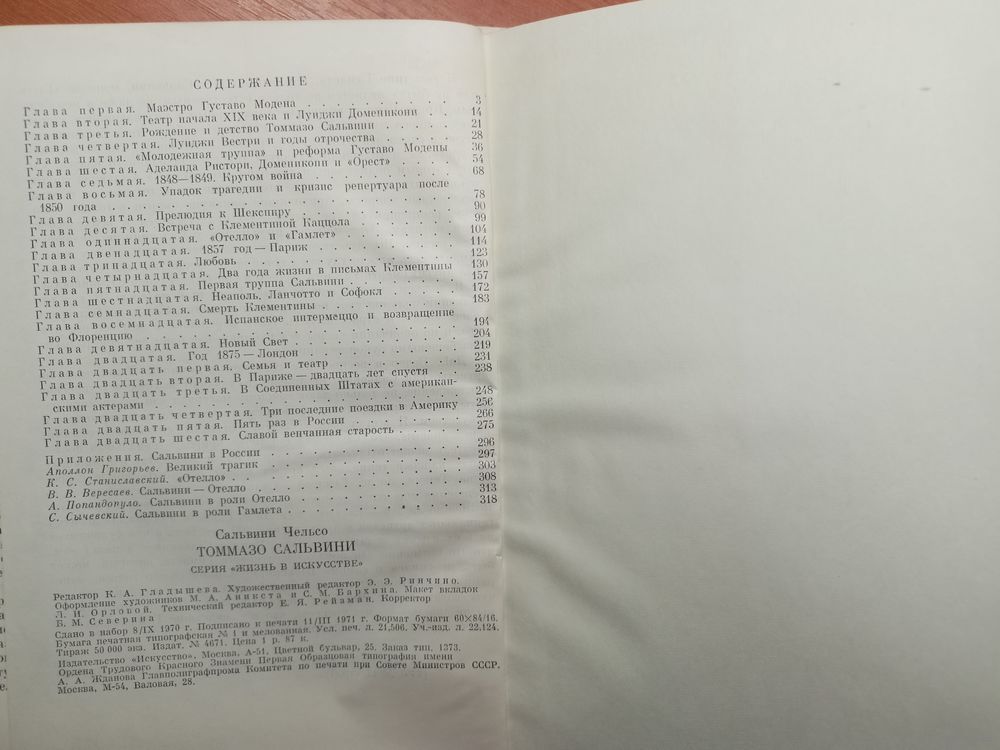 СОДЕРЖАНИЕ
Глава первая. Маэстро Густаво Модена . . . . . . . . . 3
Глава вторая. Театр начала XIX века и Луиджи Доменикони . . 14
Глава третья. Рождение и детство Томмазо Сальвини . . . . . 21
Глава четвертая. Луиджи Вестри и годы отрочества . . . . . 28
Глава пятая. «Молодежная труппа» и реформа Густаво Модены 36
Глава шестая. Аделаида Ристори, Доменикони и «Орест» . . . . 54
Глава седьмая. 1848—1849. Кругом война . . . . . . . . . 68
Глава восьмая. Упадок трагедии и кризис репертуара после
1850 года . . . . . . . . . . . . . . . . . . 78
Глава девятая. Прелюдия к Шекспиру . . . . . . . . . 90
Глава десятая. Встреча с Клементиной Каццола . . . . . . 99
Глава одиннадцатая. «Отелло» и «Гамлет» . . . . . . . 104
Глава двенадцатая. 1857 год — Париж . . . . . . . . . 114
Глава тринадцатая. Любовь . . . . . . . . . . . . 123
Глава четырнадцатая. Два года жизни в письмах Клементины 130
Глава пятнадцатая. Первая труппа Сальвини . . . . . . . 157
Глава шестнадцатая. Неаполь. Ланчотто и Софокл . . . . . 172
Глава семнадцатая. Смерть Клементины . . . . . . . . 183
Глава восемнадцатая. Испанское интермеццо и возвращение
во Флоренцию . . . . . . . . . . . . . . . . . 194
Глава девятнадцатая. Новый Свет . . . . . . . . . . 204
Глава двадцатая. Год 1875 — Лондон . . . . . . . . . 219
Глава двадцать первая. Семья и театр . . . . . . . . 231
Глава двадцать вторая. В Париже — двадцать лет спустя . . 238
Глава двадцать третья. В Соединенных Штатах с американ-
скими актерами . . . . . . . . . . . . . . . . 248
Глава двадцать четвертая. Три последние поездки в Америку 256
Глава двадцать пятая. Пять раз в России . . . . . . . 266
Глава двадцать шестая. Славой венчанная старость . . . . . 275
Приложения. Сальвини в России . . . . . . . . . . . 296
Аполлон Григорьев. Великий трагик . . . . . . . . . . 297
К. С. Станиславский. «Отелло» . . . . . . . . . . . 303
В. В. Вересаев. Сальвини — Отелло . . . . . . . . . . 308
А. Попандопуло. Сальвини в роли Отелло . . . . . . . . 313
С. Сычевский. Сальвини в роли Гамлета . . . . . . . . . 318
Сальвини Чельсо
ТОММАЗО САЛЬВИНИ
СЕРИЯ «ЖИЗНЬ В ИСКУССТВЕ»
Редактор К. А. Гладышева. Художественный редактор Э. Э. Ринчино.
Оформление художников М. А. Аникста и С. М. Бархина. Макет вкладок
Л. И. Орловой. Технический редактор Е. Я. Рейзман. Корректор
Б. М. Северина
Сдано в набор 8/IX 1970 г. Подписано к печати 11/III 1971 г. Формат бумаги 60×84/16.
Бумага печатная типографская № 1 и мелованная. Усл. печ. л. 21,506. Уч.-изд. л. 22,124.
Тираж 50 000 экз. Издат. № 4671. Цена 1 р. 87 к.
Издательство «Искусство». Москва, А-51, Цветной бульвар, 25. Заказ тип. 1373.
Ордена Трудового Красного Знамени Первая Образцовая типография имени
А. А. Жданова Главполиграфпрома Комитета по печати при Совете Министров СССР.
Москва, М-54, Валовая, 28.